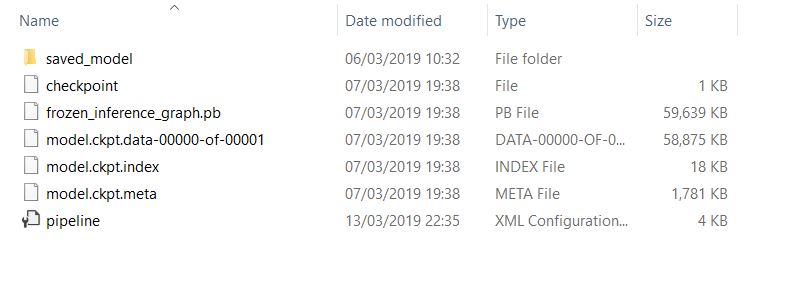 Name Date modified Type Size
saved_model 06/03/2019 10:32 File folder
checkpoint 07/03/2019 19:38 File 1 KB
frozen_inference_graph.pb 07/03/2019 19:38 PB File 59,639 KB
model.ckpt.data-00000-of-00001 07/03/2019 19:38 DATA-00000-OF-0... 58,875 KB
model.ckpt.index 07/03/2019 19:38 INDEX File 18 KB
model.ckpt.meta 07/03/2019 19:38 META File 1,781 KB
pipeline 13/03/2019 22:35 XML Configuration... 4 KB